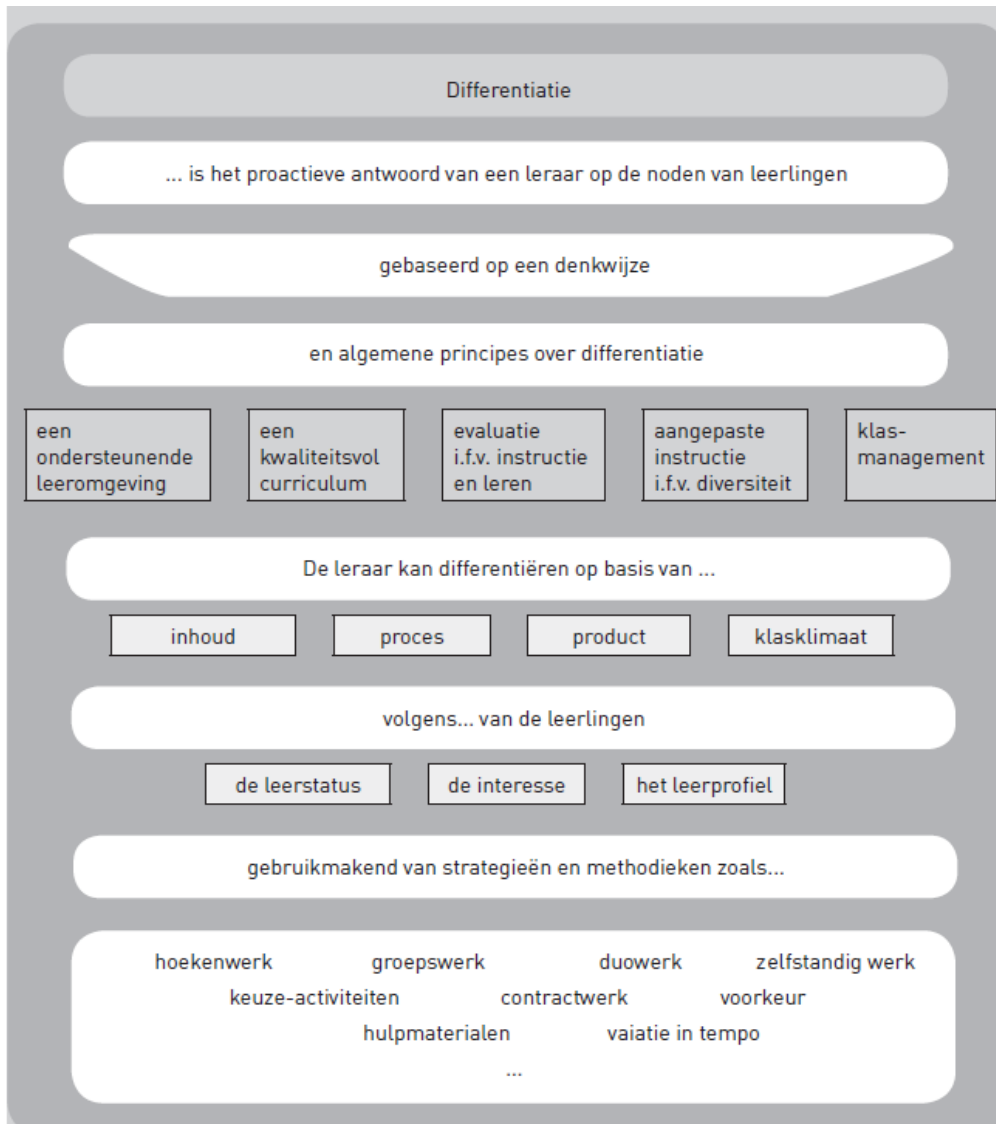 Differentiatie
... is het proactieve antwoord van een leraar op de noden van leerlingen
gebaseerd op een denkwijze
en algemene principes over differentiatie
een
ondersteunende
leeromgeving
een
kwaliteitsvol
curriculum
evaluatie
i.f.v. instructie
en leren
aangepaste
instructie
i.f.v. diversiteit
klas-
management
De leraar kan differentiëren op basis van ...
inhoud
proces
product
klasklimaat
volgens... van de leerlingen
de leerstatus
de interesse
het leerprofiel
gebruikmakend van strategieën en methodieken zoals...
hoekenwerk groepswerk duowerk zelfstandig werk
keuze-activiteiten contractwerk voorkeur
hulpmaterialen vaiatie in tempo
...